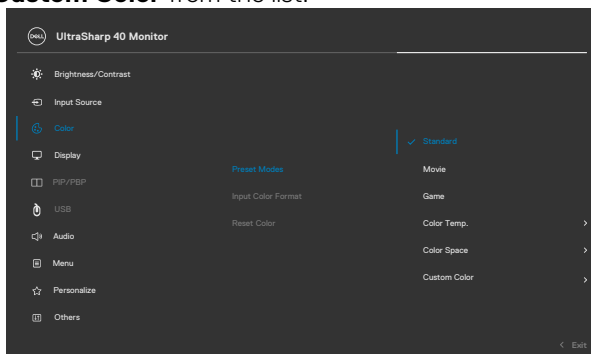 Custom Color from the list.
DELL UltraSharp 40 Monitor
Brightness/Contrast
Input Source
Color
Standard
Display
Preset Modes
Movie
PIP/PBP
Input Color Format
Game
USB
Reset Color
Color Temp.
Audio
Color Space
Menu
Custom Color
Personalize
Others
Exit